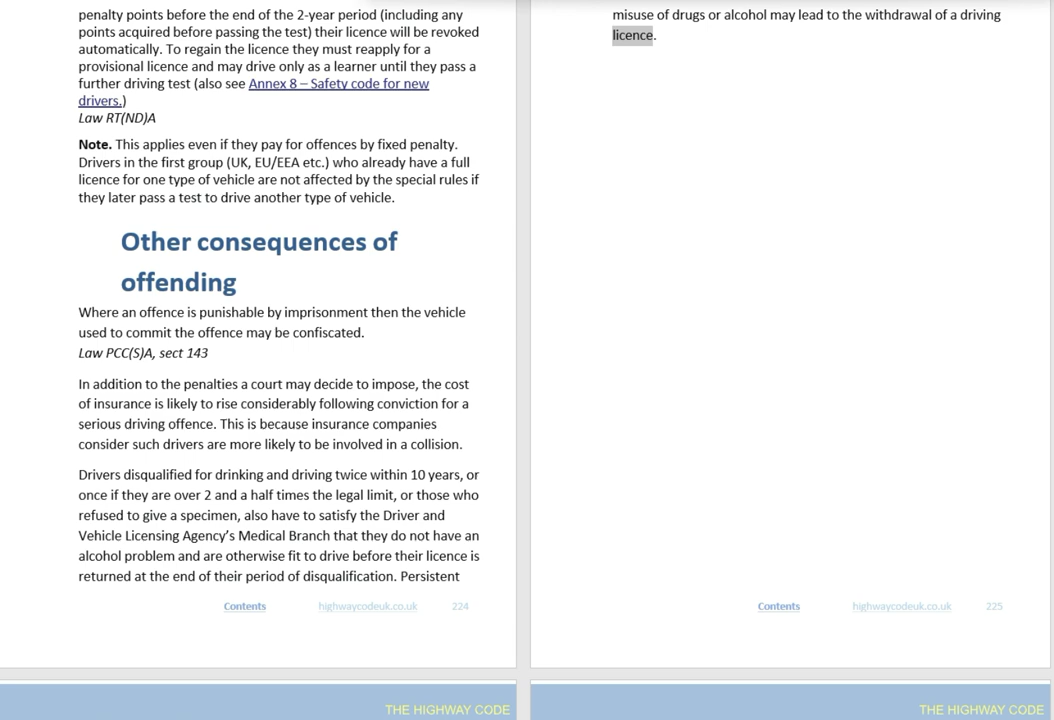 penalty points before the end of the 2-year period (including any
points acquired before passing the test) their licence will be revoked
automatically. To regain the licence they must reapply for a
provisional licence and may drive only as a learner until they pass a
further driving test (also see Annex 8 – Safety code for new
drivers.)
Law RT(ND)A
Note. This applies even if they pay for offences by fixed penalty.
Drivers in the first group (UK, EU/EEA etc.) who already have a full
licence for one type of vehicle are not affected by the special rules if
they later pass a test to drive another type of vehicle.
Other consequences of
offending
Where an offence is punishable by imprisonment then the vehicle
used to commit the offence may be confiscated.
Law PCC(S)A, sect 143
In addition to the penalties a court may decide to impose, the cost
of insurance is likely to rise considerably following conviction for a
serious driving offence. This is because insurance companies
consider such drivers are more likely to be involved in a collision.
Drivers disqualified for drinking and driving twice within 10 years, or
once if they are over 2 and a half times the legal limit, or those who
refused to give a specimen, also have to satisfy the Driver and
Vehicle Licensing Agency’s Medical Branch that they do not have an
alcohol problem and are otherwise fit to drive before their licence is
returned at the end of their period of disqualification. Persistent
Contents highwaycodeuk.co.uk 224
misuse of drugs or alcohol may lead to the withdrawal of a driving
licence.
Contents highwaycodeuk.co.uk 225
THE HIGHWAY CODE
THE HIGHWAY CODE